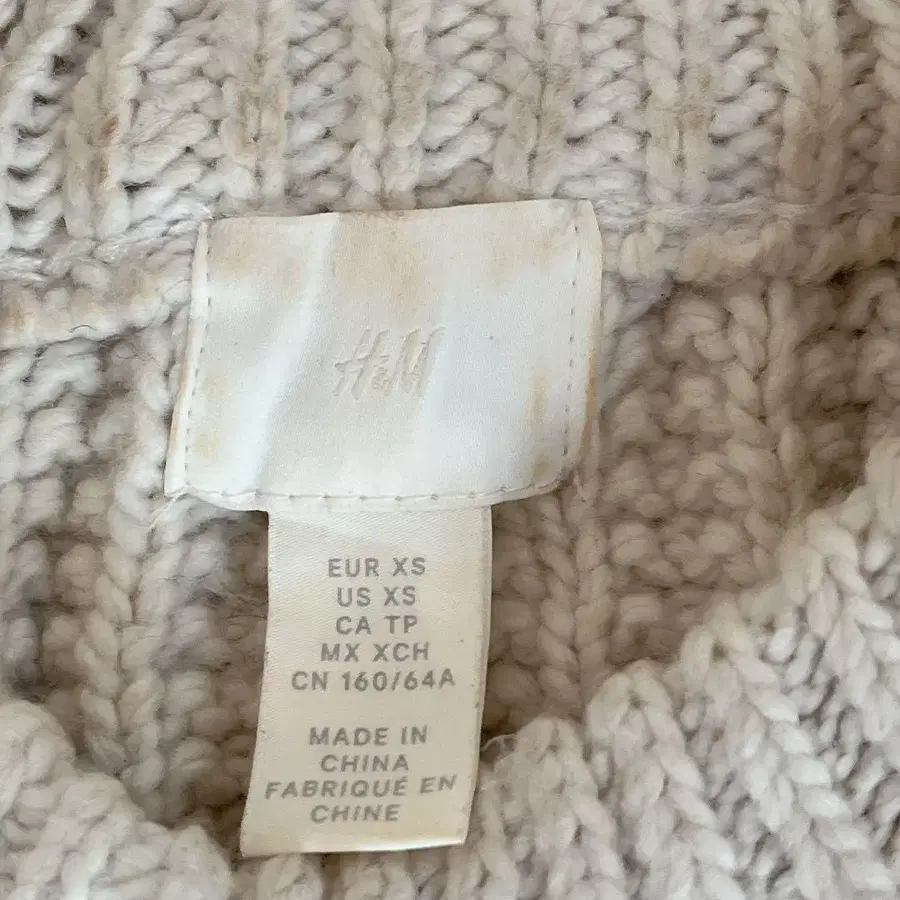 H&M
EUR XS
US XS
CA TP
MX XCH
CN 160/64A
MADE IN
CHINA
FABRIQUÉ EN
CHINE